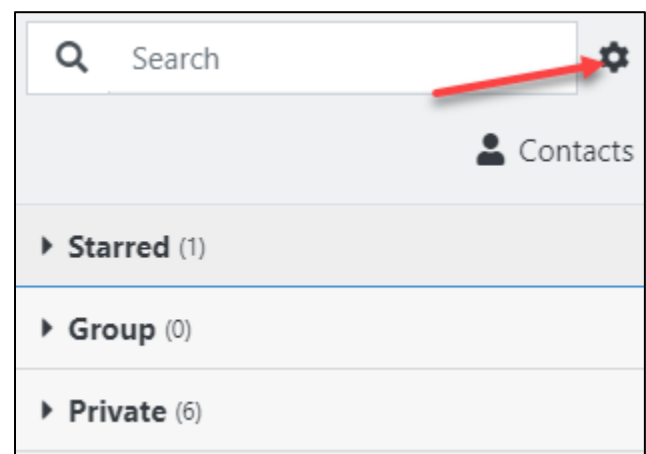 Search
Contacts
Starred (1)
Group (0)
Private (6)